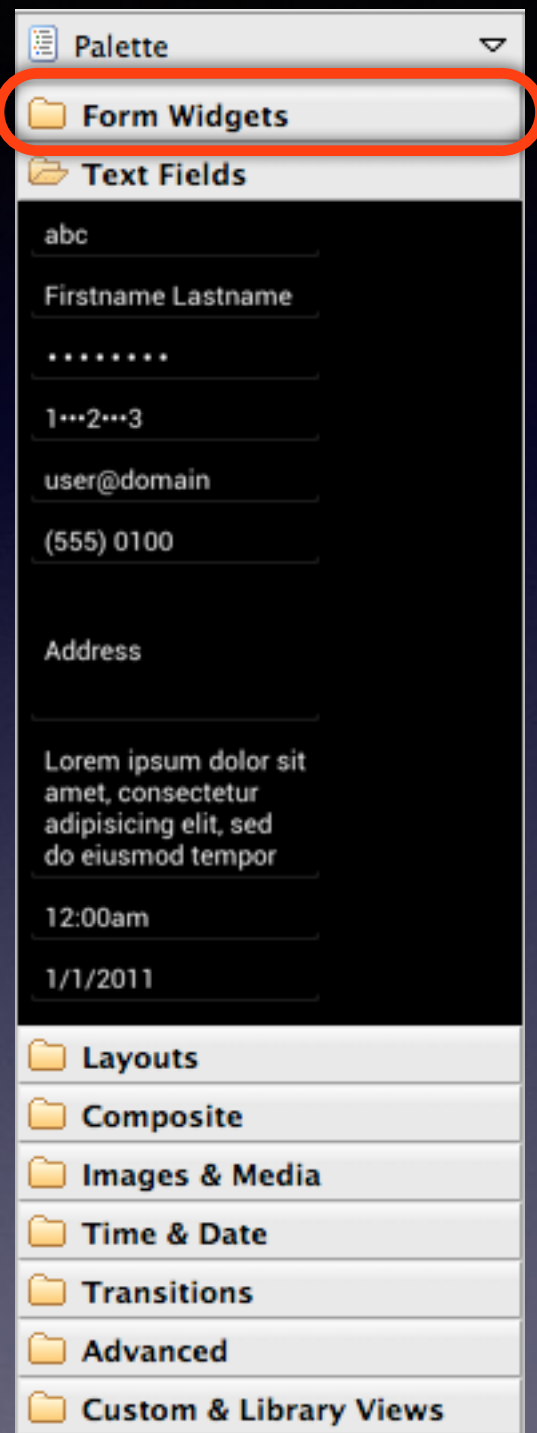 Palette
Form Widgets
Text Fields
abc
Firstname Lastname
••••••••
1•••2•••3
user@domain
(555) 0100
Address
Lorem ipsum dolor sit
amet, consectetur
adipisicing elit, sed
do eiusmod tempor
12:00am
1/1/2011
Layouts
Composite
Images & Media
Time & Date
Transitions
Advanced
Custom & Library Views